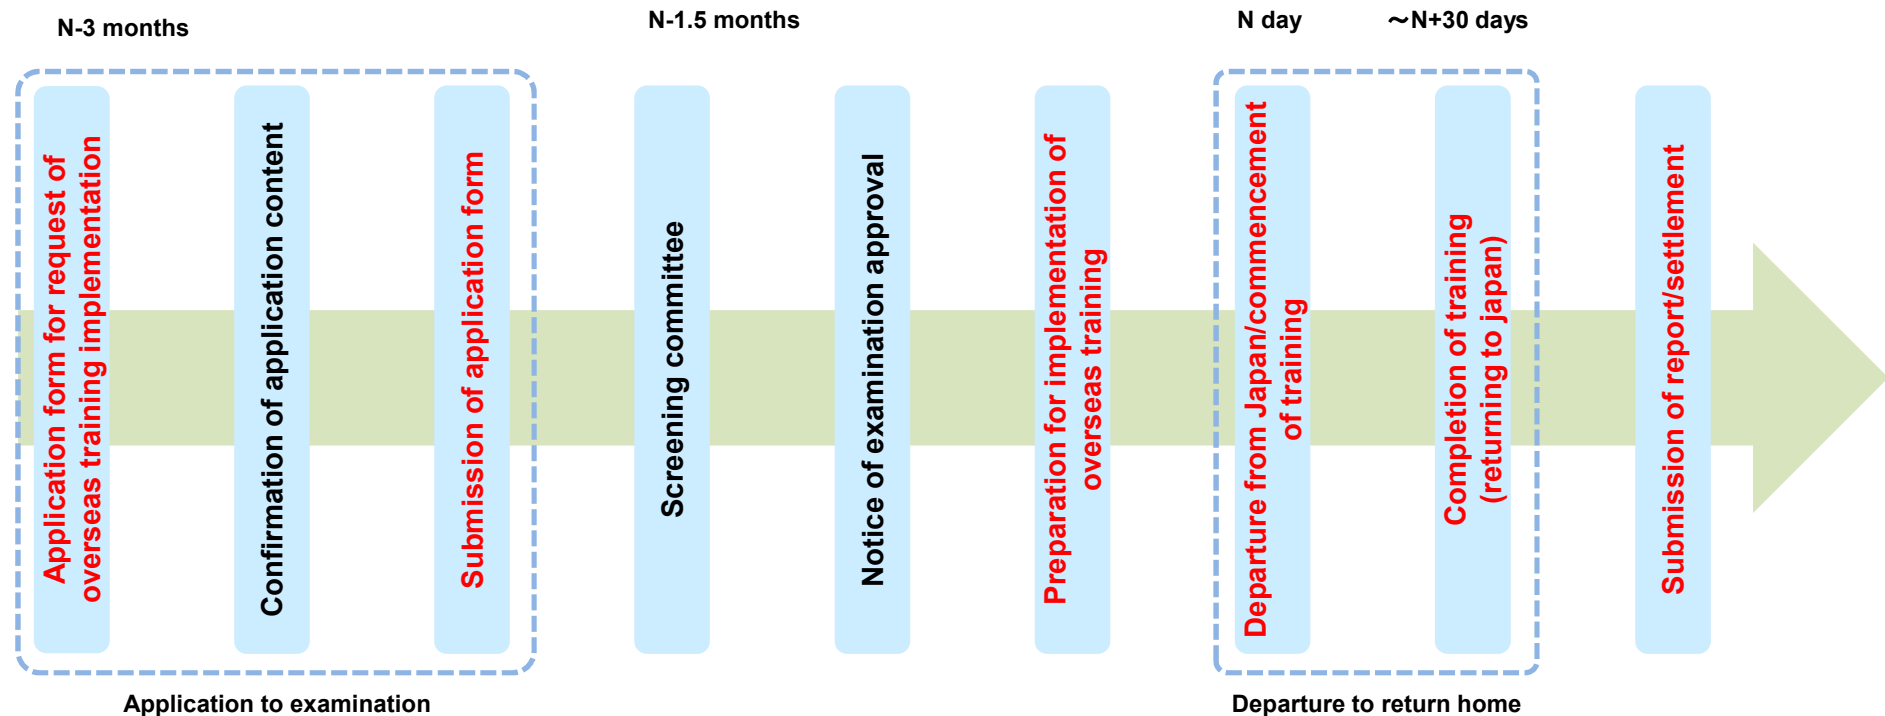 N-3 months
N-1.5 months
N day
～N+30 days
Application form for request of
overseas training implementation
Confirmation of application content
Submission of application form
Screening committee
Notice of examination approval
Preparation for implementation of
overseas training
Departure from Japan/commencement
of training
Completion of training
(returning to japan)
Submission of report/settlement
Application to examination
Departure to return home